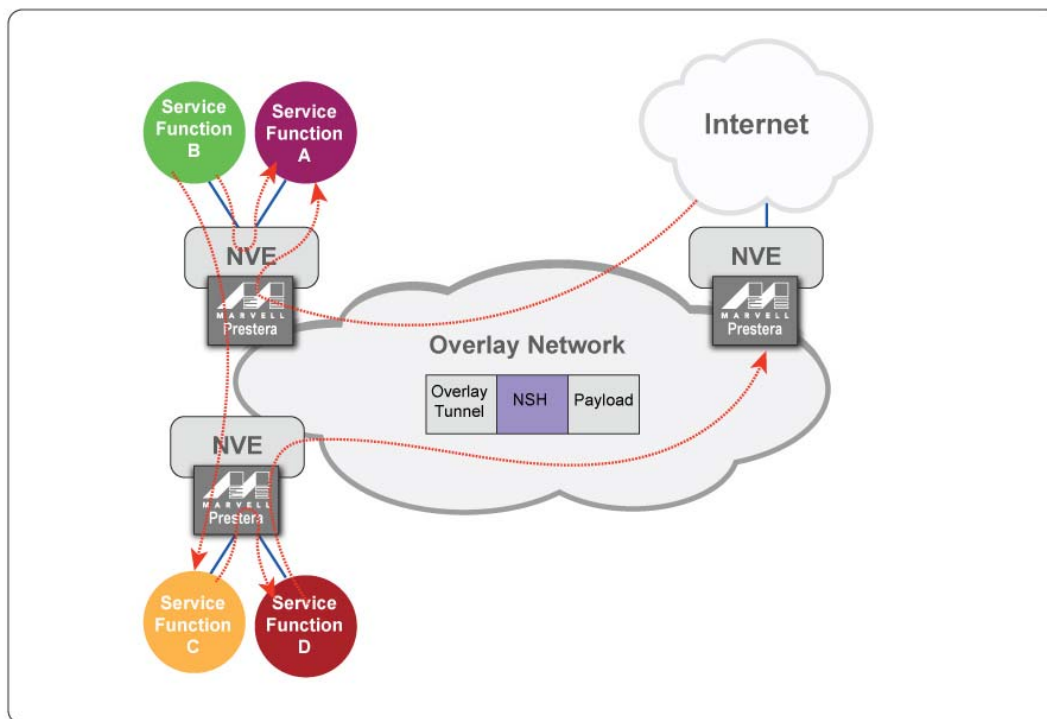 Service
Function
B
Service
Function
A
Internet
NVE
MARVELL
Prestera
NVE
MARVELL
Prestera
Overlay Network
Overlay
Tunnel
NSH
Payload
NVE
MARVELL
Prestera
Service
Function
C
Service
Function
D